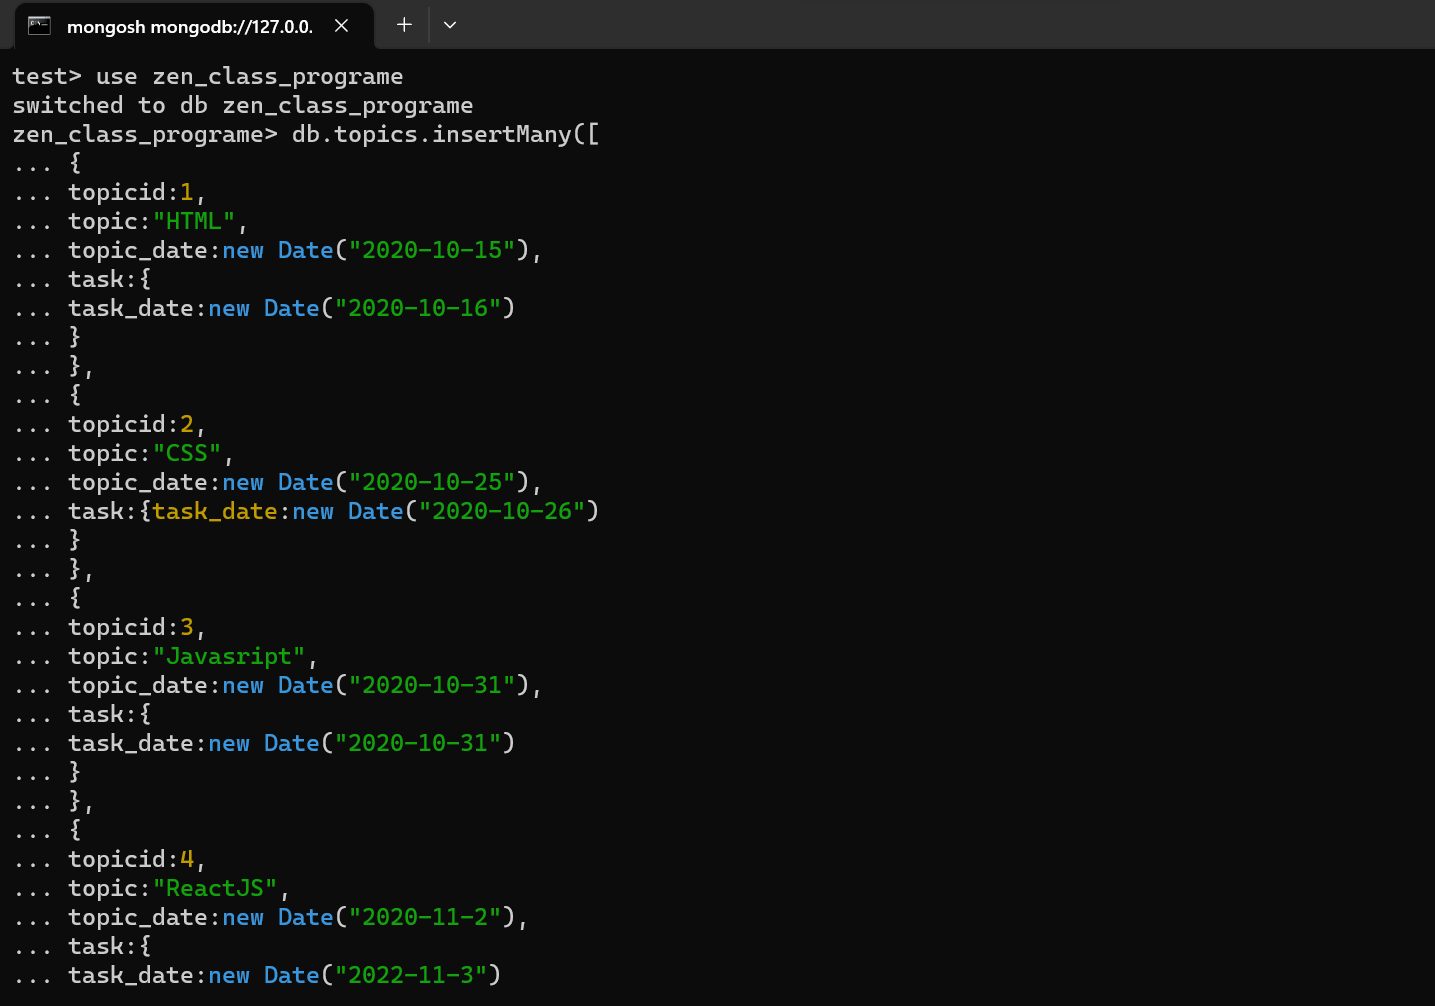 mongosh mongodb://127.0.0.
test> use zen_class_programe
switched to db zen_class_programe
zen_class_programe> db.topics.insertMany([
... {
... topicid:1,
... topic:"HTML",
... topic_date:new Date("2020-10-15"),
... task:{
... task_date:new Date("2020-10-16")
... }
... },
... {
... topicid:2,
... topic:"CSS",
... topic_date:new Date("2020-10-25"),
... task:{task_date:new Date("2020-10-26")
... }
... },
... {
... topicid:3,
... topic:"Javasript",
... topic_date:new Date("2020-10-31"),
... task:{
... task_date:new Date("2020-10-31")
... }
... },
... {
... topicid:4,
... topic:"ReactJS",
... topic_date:new Date("2020-11-2"),
... task:{
... task_date:new Date("2022-11-3")